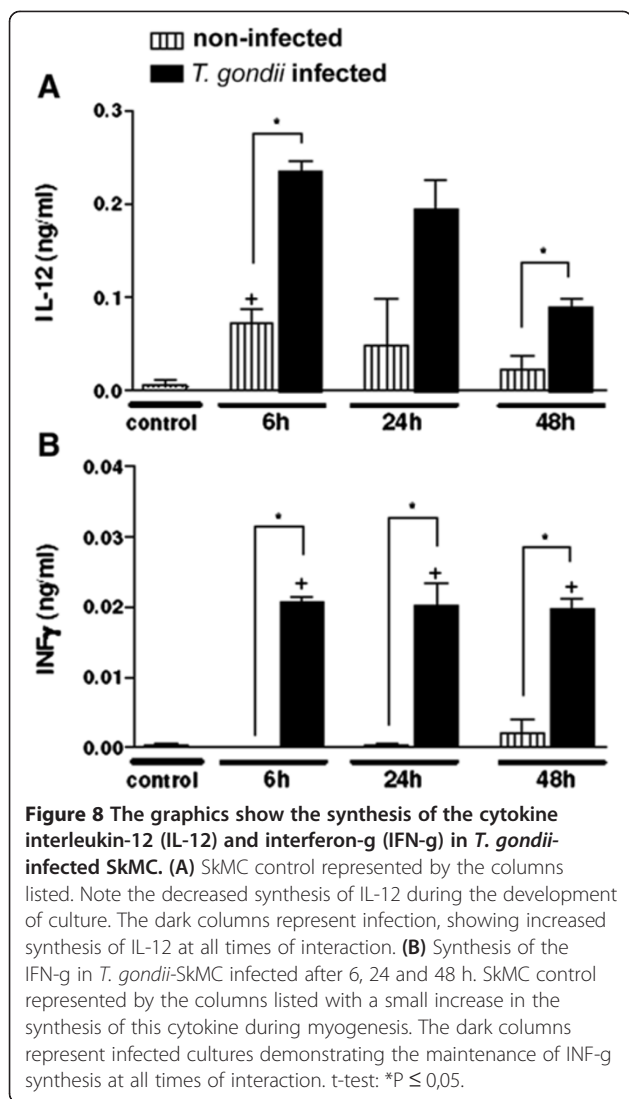 non-infected
T. gondii infected
A
0.3
0.2
0.1
0.0
IL-12 (ng/ml)
*
+
*
control 6h 24h 48h
B
0.04
0.03
0.02
0.01
0.00
INFγ (ng/ml)
* * *
+ + +
control 6h 24h 48h
Figure 8 The graphics show the synthesis of the cytokine
interleukin-12 (IL-12) and interferon-g (IFN-g) in T. gondii-
infected SkMC. (A) SkMC control represented by the columns
listed. Note the decreased synthesis of IL-12 during the development
of culture. The dark columns represent infection, showing increased
synthesis of IL-12 at all times of interaction. (B) Synthesis of the
IFN-g in T. gondii-SkMC infected after 6, 24 and 48 h. SkMC control
represented by the columns listed with a small increase in the
synthesis of this cytokine during myogenesis. The dark columns
represent infected cultures demonstrating the maintenance of INF-g
synthesis at all times of interaction. t-test: *P ≤ 0,05.